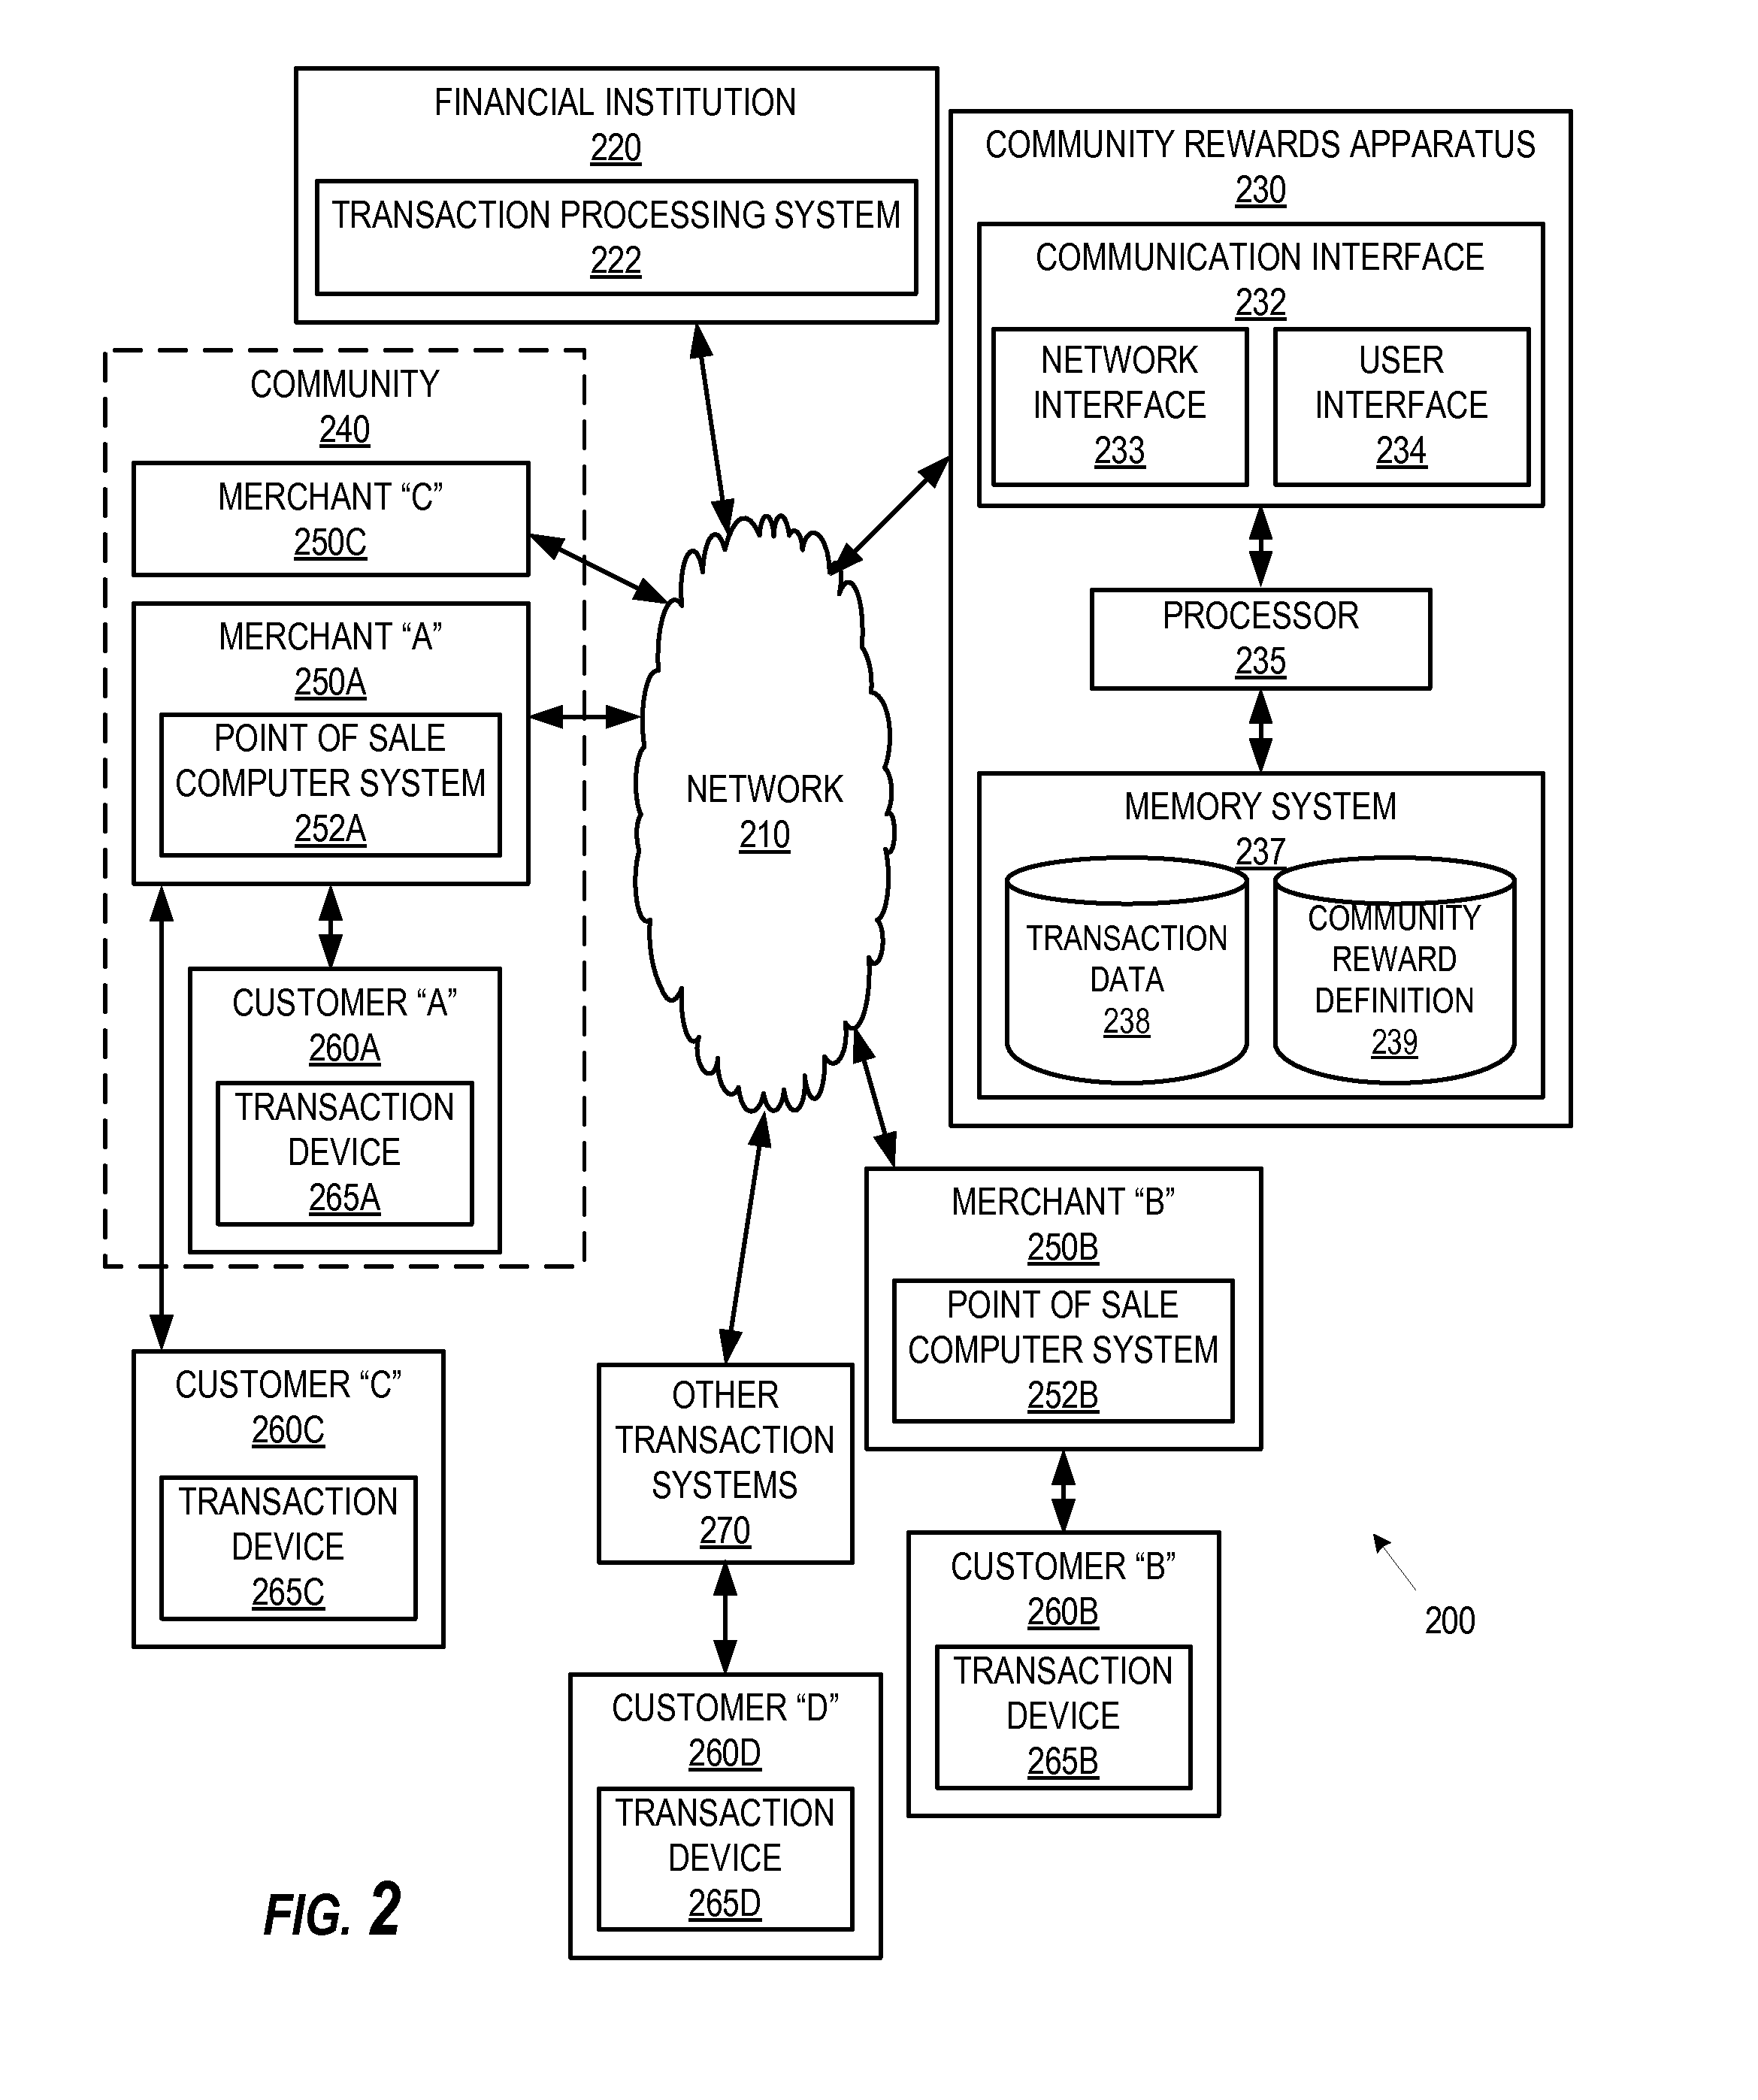 FINANCIAL INSTITUTION
220
TRANSACTION PROCESSING SYSTEM
222
COMMUNITY REWARDS APPARATUS
230
COMMUNICATION INTERFACE
232
NETWORK
INTERFACE
233
USER
INTERFACE
234
PROCESSOR
235
MEMORY SYSTEM
237
TRANSACTION
DATA
238
COMMUNITY
REWARD
DEFINITION
239
COMMUNITY
240
MERCHANT “C”
250C
MERCHANT “A”
250A
POINT OF SALE
COMPUTER SYSTEM
252A
CUSTOMER “A”
260A
TRANSACTION
DEVICE
265A
NETWORK
210
CUSTOMER “C”
260C
TRANSACTION
DEVICE
265C
OTHER
TRANSACTION
SYSTEMS
270
CUSTOMER “D”
260D
TRANSACTION
DEVICE
265D
MERCHANT “B”
250B
POINT OF SALE
COMPUTER SYSTEM
252B
CUSTOMER “B”
260B
TRANSACTION
DEVICE
265B
200
FIG. 2